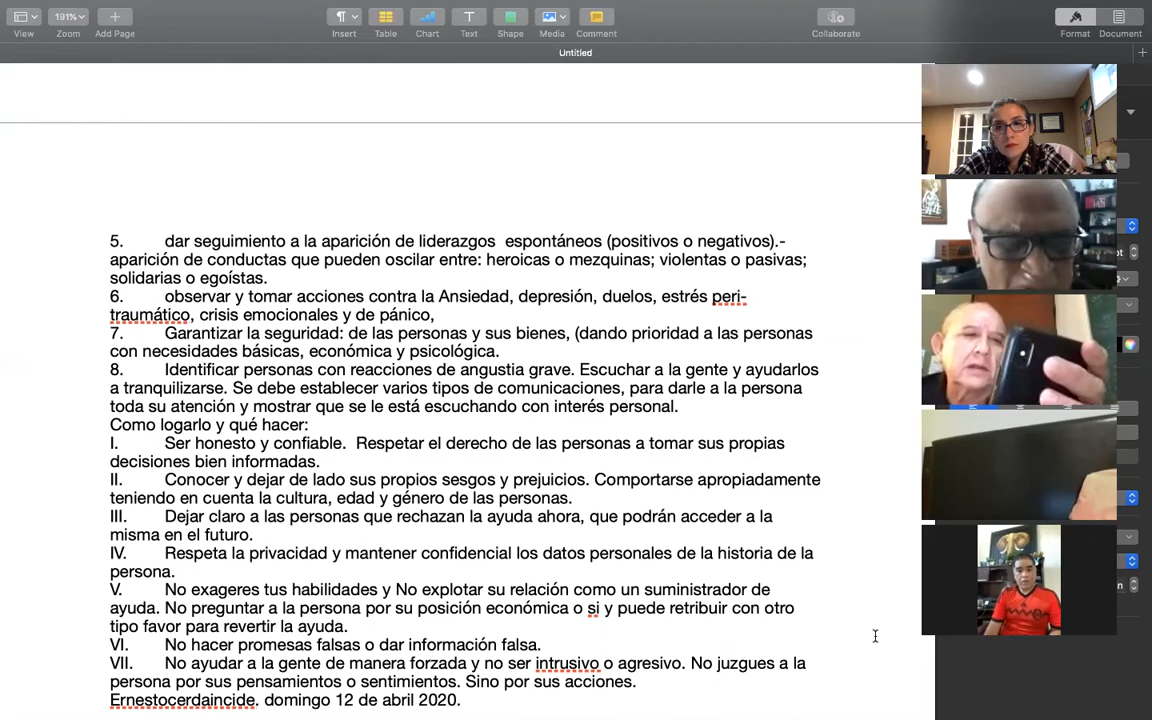 191%
View Zoom Add Page Insert Table Chart Text Shape Media Comment Collaborate Format Document
Untitled
5. dar seguimiento a la aparición de liderazgos espontáneos (positivos o negativos).-
aparición de conductas que pueden oscilar entre: heroicas o mezquinas; violentas o pasivas;
solidarias o egoístas.
6. observar y tomar acciones contra la Ansiedad, depresión, duelos, estrés peri-
traumático, crisis emocionales y de pánico,
7. Garantizar la seguridad: de las personas y sus bienes, (dando prioridad a las personas
con necesidades básicas, económica y psicológica.
8. Identificar personas con reacciones de angustia grave. Escuchar a la gente y ayudarlos
a tranquilizarse. Se debe establecer varios tipos de comunicaciones, para darle a la persona
toda su atención y mostrar que se le está escuchando con interés personal.
Como logarlo y qué hacer:
I. Ser honesto y confiable. Respetar el derecho de las personas a tomar sus propias
decisiones bien informadas.
II. Conocer y dejar de lado sus propios sesgos y prejuicios. Comportarse apropiadamente
teniendo en cuenta la cultura, edad y género de las personas.
III. Dejar claro a las personas que rechazan la ayuda ahora, que podrán acceder a la
misma en el futuro.
IV. Respeta la privacidad y mantener confidencial los datos personales de la historia de la
persona.
V. No exageres tus habilidades y No explotar su relación como un suministrador de
ayuda. No preguntar a la persona por su posición económica o si y puede retribuir con otro
tipo favor para revertir la ayuda.
VI. No hacer promesas falsas o dar información falsa.
VII. No ayudar a la gente de manera forzada y no ser intrusivo o agresivo. No juzgues a la
persona por sus pensamientos o sentimientos. Sino por sus acciones.
Ernestocerdaincide. domingo 12 de abril 2020.